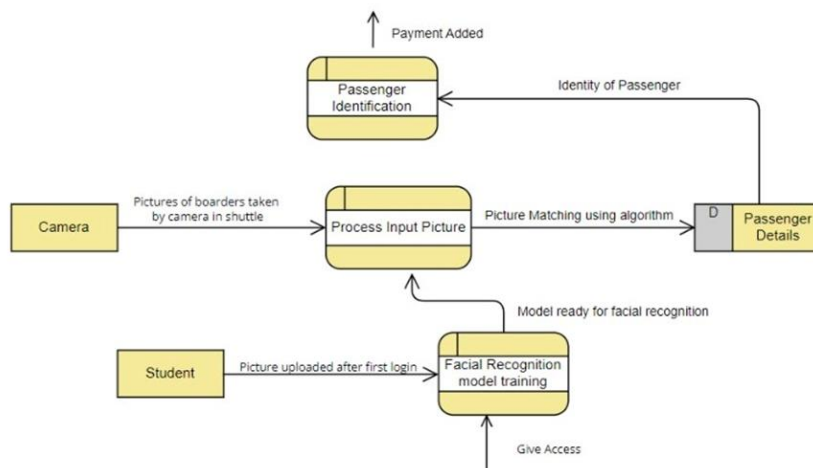 Payment Added
Passenger
Identification
Identity of Passenger
Camera
Pictures of boarders taken
by camera in shuttle
Process Input Picture
Picture Matching using algorithm
D
Passenger
Details
Model ready for facial recognition
Student
Picture uploaded after first login
Facial Recognition
model training
Give Access